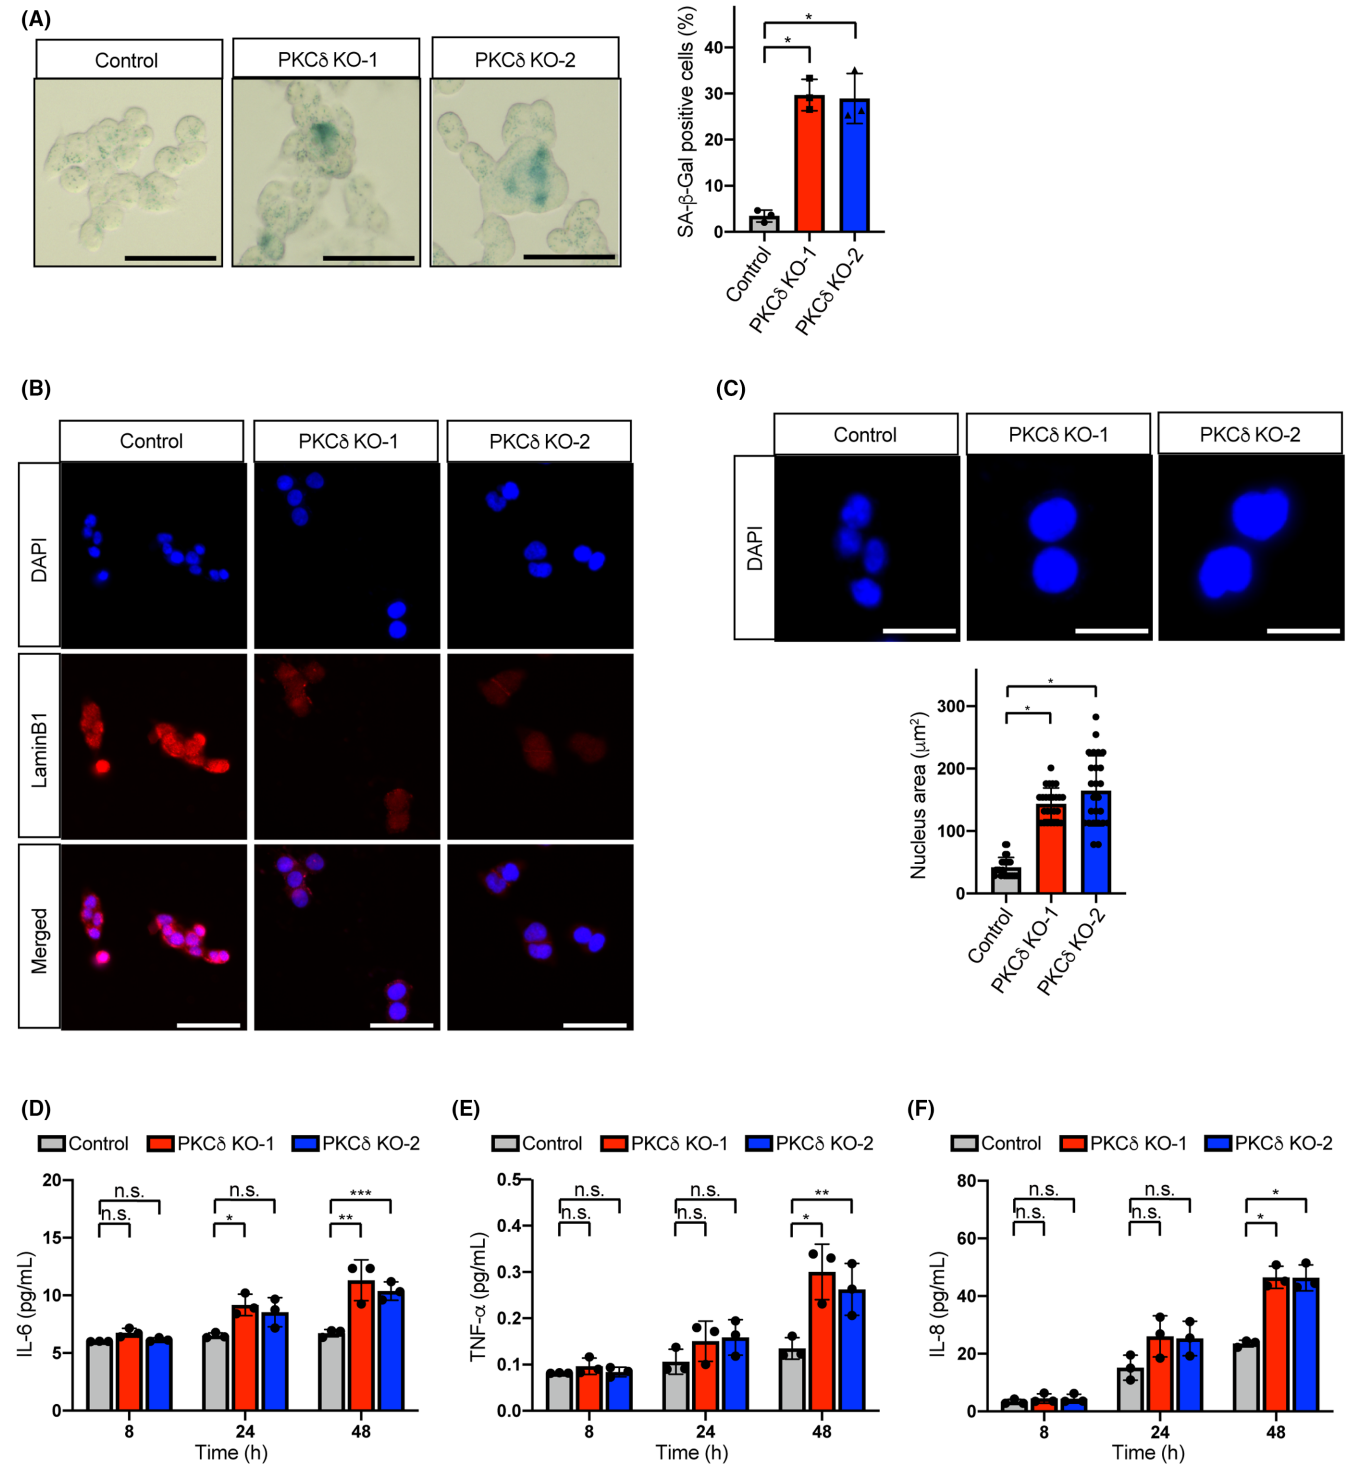 (A)
Control
PKCδ KO-1
PKCδ KO-2
SA-β-Gal positive cells (%)
40
30
20
10
0
*
*
Control
PKCδ KO-1
PKCδ KO-2
(B)
Control
PKCδ KO-1
PKCδ KO-2
DAPI
LaminB1
Merged
(C)
Control
PKCδ KO-1
PKCδ KO-2
DAPI
Nucleus area (μm²)
300
200
100
0
*
*
Control
PKCδ KO-1
PKCδ KO-2
(D)
Control PKCδ KO-1 PKCδ KO-2
IL-6 (pg/mL)
20
15
10
5
0
n.s.
n.s.
n.s.
*
***
**
8 24 48
Time (h)
(E)
Control PKCδ KO-1 PKCδ KO-2
TNF-α (pg/mL)
0.5
0.4
0.3
0.2
0.1
0.0
n.s.
n.s.
n.s.
n.s.
**
*
8 24 48
Time (h)
(F)
Control PKCδ KO-1 PKCδ KO-2
IL-8 (pg/mL)
80
60
40
20
0
n.s.
n.s.
n.s.
n.s.
*
*
8 24 48
Time (h)